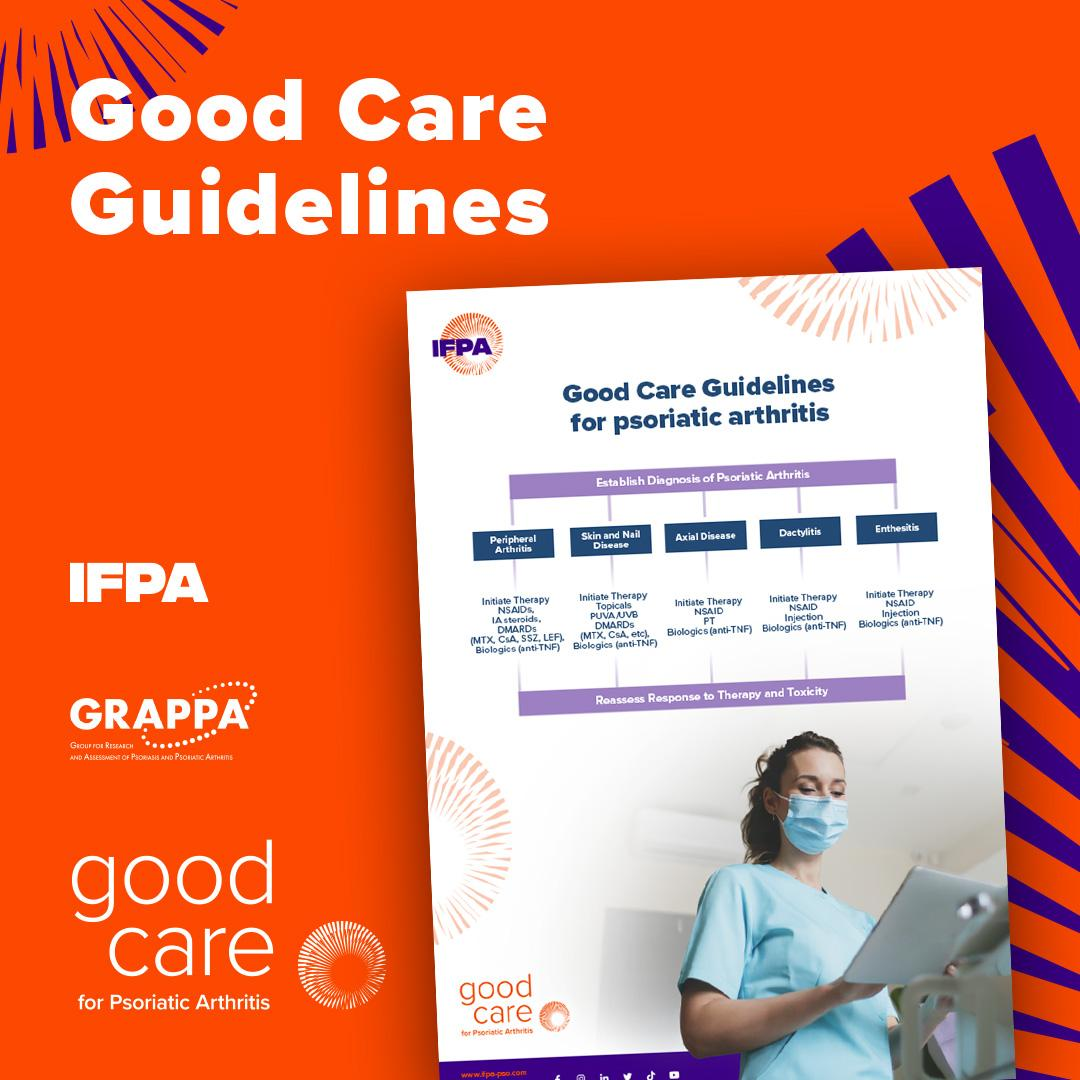 Good Care
Guidelines
IFPA
Good Care Guidelines
for psoriatic arthritis
Establish Diagnosis of Psoriatic Arthritis
Peripheral
Arthritis
Skin and Nail
Disease
Axial Disease
Dactylitis
Enthesitis
Initiate Therapy
NSAIDs,
IA steroids,
DMARDs
(MTX, CsA, SSZ, LEF),
Biologics (anti-TNF)
Initiate Therapy
Topicals
PUVA/UVB
DMARDs
(MTX, CsA, etc),
Biologics (anti-TNF)
Initiate Therapy
NSAID
PT
Biologics (anti-TNF)
Initiate Therapy
NSAID
Injection
Biologics (anti-TNF)
Initiate Therapy
NSAID
Injection
Biologics (anti-TNF)
Reassess Response to Therapy and Toxicity
good
care
for Psoriatic Arthritis
www.ifpa-pso.com
IFPA
GRAPPA
Group for Research
and Assessment of Psoriasis and Psoriatic Arthritis
good
care
for Psoriatic Arthritis